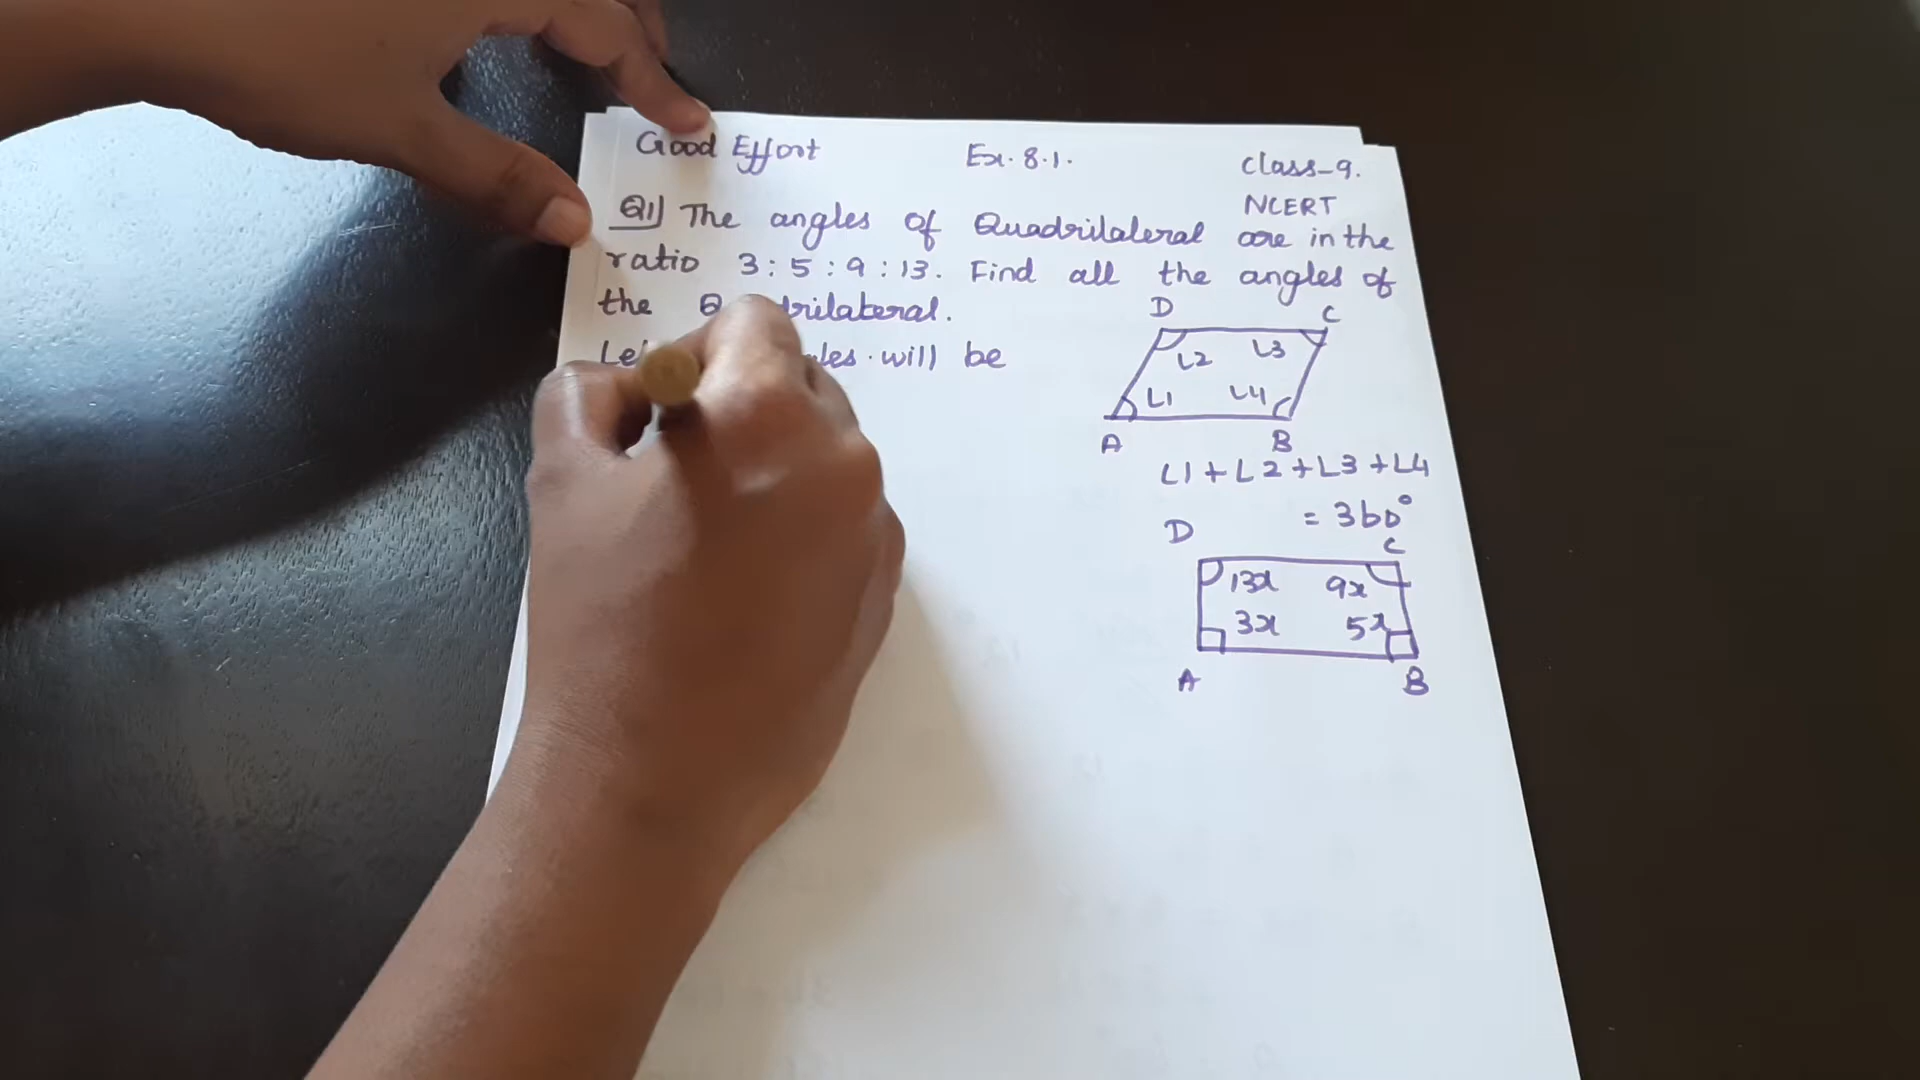 Good Effort Ex. 8.1. Class-9.
NCERT
Q1) The angles of Quadrilateral are in the
ratio 3 : 5 : 9 : 13. Find all the angles of
the
will be
D C
∠2 ∠3
∠1 ∠4
A B
∠1 + ∠2 + ∠3 + ∠4
= 360°
D C
13x 9x
3x 5x
A B